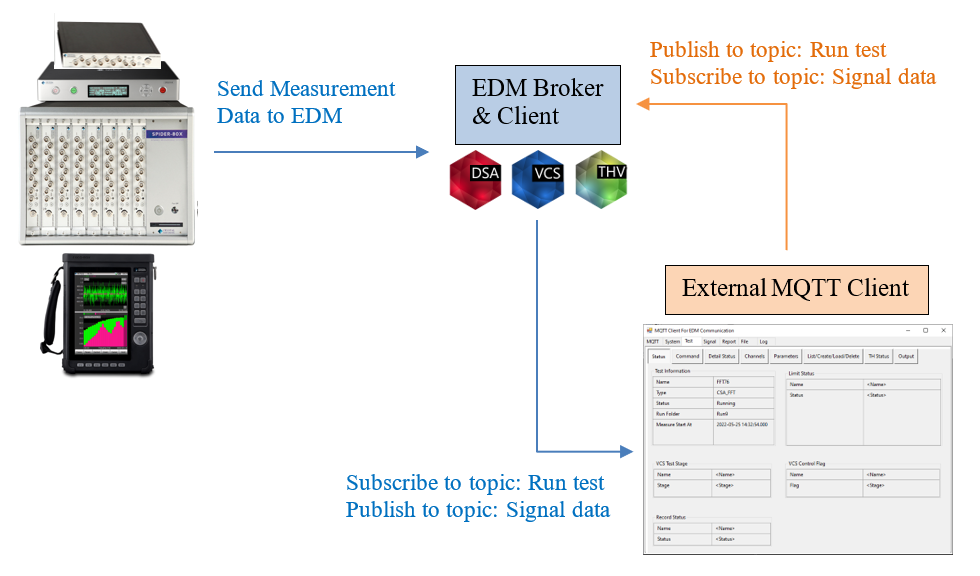 Send Measurement
Data to EDM
SPIDER-80X
EDM Broker
& Client
DSA
VCS
THV
Publish to topic: Run test
Subscribe to topic: Signal data
External MQTT Client
MQTT Client For EDM Communication
MQTT System Test Signal Report File Log
Status Command Detail Status Channels Parameters List/Create/Load/Delete TH Status Output
Test Information
Name FFT76
Type CSA_FFT
Status Running
Run Folder Run9
Measure Start At 2022-05-25 14:32:54.000
Limit Status
Name <Name>
Status <Status>
VCS Test Stage
Name <Name>
Stage <Stage>
VCS Control Flag
Name <Name>
Flag <Stage>
Record Status
Name <Name>
Status <Status>
Subscribe to topic: Run test
Publish to topic: Signal data